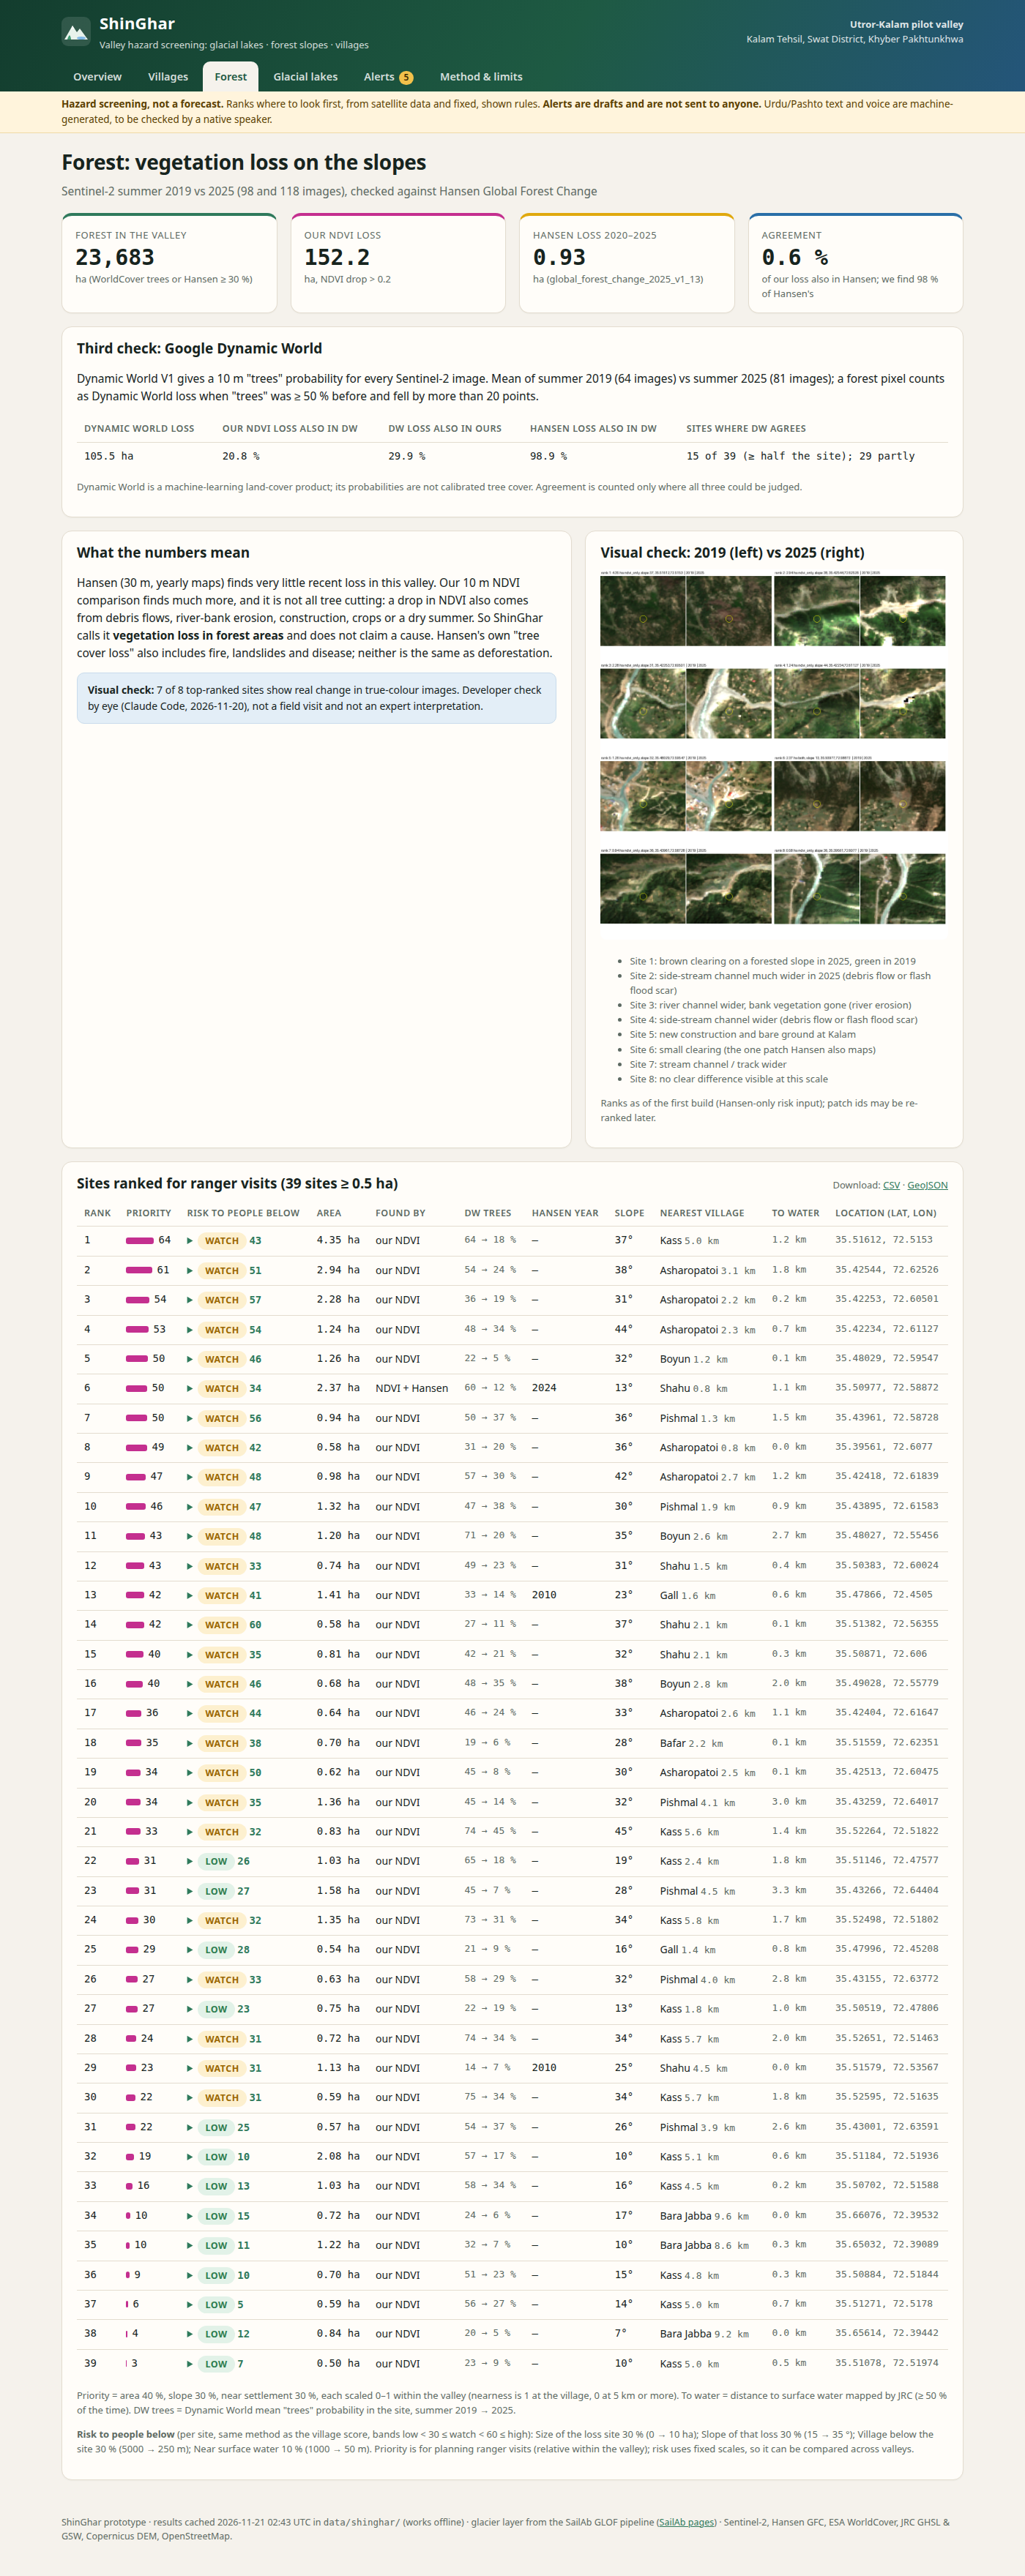 ShinGhar
Valley hazard screening: glacial lakes · forest slopes · villages
Utror-Kalam pilot valley
Kalam Tehsil, Swat District, Khyber Pakhtunkhwa
Overview Villages Forest Glacial lakes Alerts 5 Method & limits
Hazard screening, not a forecast. Ranks where to look first, from satellite data and fixed, shown rules. Alerts are drafts and are not sent to anyone. Urdu/Pashto text and voice are machine-
generated, to be checked by a native speaker.
Forest: vegetation loss on the slopes
Sentinel-2 summer 2019 vs 2025 (98 and 118 images), checked against Hansen Global Forest Change
FOREST IN THE VALLEY
23,683
ha (WorldCover trees or Hansen ≥ 30 %)
OUR NDVI LOSS
152.2
ha, NDVI drop > 0.2
HANSEN LOSS 2020–2025
0.93
ha (global_forest_change_2025_v1_13)
AGREEMENT
0.6 %
of our loss also in Hansen; we find 98 %
of Hansen's
Third check: Google Dynamic World
Dynamic World V1 gives a 10 m "trees" probability for every Sentinel-2 image. Mean of summer 2019 (64 images) vs summer 2025 (81 images); a forest pixel counts
as Dynamic World loss when "trees" was ≥ 50 % before and fell by more than 20 points.
DYNAMIC WORLD LOSS OUR NDVI LOSS ALSO IN DW DW LOSS ALSO IN OURS HANSEN LOSS ALSO IN DW SITES WHERE DW AGREES
105.5 ha 20.8 % 29.9 % 98.9 % 15 of 39 (≥ half the site); 29 partly
Dynamic World is a machine-learning land-cover product; its probabilities are not calibrated tree cover. Agreement is counted only where all three could be judged.
What the numbers mean
Hansen (30 m, yearly maps) finds very little recent loss in this valley. Our 10 m NDVI
comparison finds much more, and it is not all tree cutting: a drop in NDVI also comes
from debris flows, river-bank erosion, construction, crops or a dry summer. So ShinGhar
calls it vegetation loss in forest areas and does not claim a cause. Hansen's own "tree
cover loss" also includes fire, landslides and disease; neither is the same as deforestation.
Visual check: 7 of 8 top-ranked sites show real change in true-colour images. Developer check
by eye (Claude Code, 2026-11-20), not a field visit and not an expert interpretation.
Visual check: 2019 (left) vs 2025 (right)
Site 1: brown clearing on a forested slope in 2025, green in 2019
Site 2: side-stream channel much wider in 2025 (debris flow or flash
flood scar)
Site 3: river channel wider, bank vegetation gone (river erosion)
Site 4: side-stream channel wider (debris flow or flash flood scar)
Site 5: new construction and bare ground at Kalam
Site 6: small clearing (the one patch Hansen also maps)
Site 7: stream channel / track wider
Site 8: no clear difference visible at this scale
Ranks as of the first build (Hansen-only risk input); patch ids may be re-
ranked later.
Sites ranked for ranger visits (39 sites ≥ 0.5 ha)
Download: CSV · GeoJSON
RANK PRIORITY RISK TO PEOPLE BELOW AREA FOUND BY DW TREES HANSEN YEAR SLOPE NEAREST VILLAGE TO WATER LOCATION (LAT, LON)
1 64 ▶ WATCH 43 4.35 ha our NDVI 64 → 18 % — 37° Kass 5.0 km 1.2 km 35.51612, 72.5153
2 61 ▶ WATCH 51 2.94 ha our NDVI 54 → 24 % — 38° Asharopatoi 3.1 km 1.8 km 35.42544, 72.62526
3 54 ▶ WATCH 57 2.28 ha our NDVI 36 → 19 % — 31° Asharopatoi 2.2 km 0.2 km 35.42253, 72.60501
4 53 ▶ WATCH 54 1.24 ha our NDVI 48 → 34 % — 44° Asharopatoi 2.3 km 0.7 km 35.42234, 72.61127
5 50 ▶ WATCH 46 1.26 ha our NDVI 22 → 5 % — 32° Boyun 1.2 km 0.1 km 35.48029, 72.59547
6 50 ▶ WATCH 34 2.37 ha NDVI + Hansen 60 → 12 % 2024 13° Shahu 0.8 km 1.1 km 35.50977, 72.58872
7 50 ▶ WATCH 56 0.94 ha our NDVI 50 → 37 % — 36° Pishmal 1.3 km 1.5 km 35.43961, 72.58728
8 49 ▶ WATCH 42 0.58 ha our NDVI 31 → 20 % — 36° Asharopatoi 0.8 km 0.0 km 35.39561, 72.6077
9 47 ▶ WATCH 48 0.98 ha our NDVI 57 → 30 % — 42° Asharopatoi 2.7 km 1.2 km 35.42418, 72.61839
10 46 ▶ WATCH 47 1.32 ha our NDVI 47 → 38 % — 30° Pishmal 1.9 km 0.9 km 35.43895, 72.61583
11 43 ▶ WATCH 48 1.20 ha our NDVI 71 → 20 % — 35° Boyun 2.6 km 2.7 km 35.48027, 72.55456
12 43 ▶ WATCH 33 0.74 ha our NDVI 49 → 23 % — 31° Shahu 1.5 km 0.4 km 35.50383, 72.60024
13 42 ▶ WATCH 41 1.41 ha our NDVI 33 → 14 % 2010 23° Gall 1.6 km 0.6 km 35.47866, 72.4505
14 42 ▶ WATCH 60 0.58 ha our NDVI 27 → 11 % — 37° Shahu 2.1 km 0.1 km 35.51382, 72.56355
15 40 ▶ WATCH 35 0.81 ha our NDVI 42 → 21 % — 32° Shahu 2.1 km 0.3 km 35.50871, 72.606
16 40 ▶ WATCH 46 0.68 ha our NDVI 48 → 35 % — 38° Boyun 2.8 km 2.0 km 35.49028, 72.55779
17 36 ▶ WATCH 44 0.64 ha our NDVI 46 → 24 % — 33° Asharopatoi 2.6 km 1.1 km 35.42404, 72.61647
18 35 ▶ WATCH 38 0.70 ha our NDVI 19 → 6 % — 28° Bafar 2.2 km 0.1 km 35.51559, 72.62351
19 34 ▶ WATCH 50 0.62 ha our NDVI 45 → 8 % — 30° Asharopatoi 2.5 km 0.1 km 35.42513, 72.60475
20 34 ▶ WATCH 35 1.36 ha our NDVI 45 → 14 % — 32° Pishmal 4.1 km 3.0 km 35.43259, 72.64017
21 33 ▶ WATCH 32 0.83 ha our NDVI 74 → 45 % — 45° Kass 5.6 km 1.4 km 35.52264, 72.51822
22 31 ▶ LOW 26 1.03 ha our NDVI 65 → 18 % — 19° Kass 2.4 km 1.8 km 35.51146, 72.47577
23 31 ▶ LOW 27 1.58 ha our NDVI 45 → 7 % — 28° Pishmal 4.5 km 3.3 km 35.43266, 72.64404
24 30 ▶ WATCH 32 1.35 ha our NDVI 73 → 31 % — 34° Kass 5.8 km 1.7 km 35.52498, 72.51802
25 29 ▶ LOW 28 0.54 ha our NDVI 21 → 9 % — 16° Gall 1.4 km 0.8 km 35.47996, 72.45208
26 27 ▶ WATCH 33 0.63 ha our NDVI 58 → 29 % — 32° Pishmal 4.0 km 2.8 km 35.43155, 72.63772
27 27 ▶ LOW 23 0.75 ha our NDVI 22 → 19 % — 13° Kass 1.8 km 1.0 km 35.50519, 72.47806
28 24 ▶ WATCH 31 0.72 ha our NDVI 74 → 34 % — 34° Kass 5.7 km 2.0 km 35.52651, 72.51463
29 23 ▶ WATCH 31 1.13 ha our NDVI 14 → 7 % 2010 25° Shahu 4.5 km 0.0 km 35.51579, 72.53567
30 22 ▶ WATCH 31 0.59 ha our NDVI 75 → 34 % — 34° Kass 5.7 km 1.8 km 35.52595, 72.51635
31 22 ▶ LOW 25 0.57 ha our NDVI 54 → 37 % — 26° Pishmal 3.9 km 2.6 km 35.43001, 72.63591
32 19 ▶ LOW 10 2.08 ha our NDVI 57 → 17 % — 10° Kass 5.1 km 0.6 km 35.51184, 72.51936
33 16 ▶ LOW 13 1.03 ha our NDVI 58 → 34 % — 16° Kass 4.5 km 0.2 km 35.50702, 72.51588
34 10 ▶ LOW 15 0.72 ha our NDVI 24 → 6 % — 17° Bara Jabba 9.6 km 0.0 km 35.66076, 72.39532
35 10 ▶ LOW 11 1.22 ha our NDVI 32 → 7 % — 10° Bara Jabba 8.6 km 0.3 km 35.65032, 72.39089
36 9 ▶ LOW 10 0.70 ha our NDVI 51 → 23 % — 15° Kass 4.8 km 0.3 km 35.50884, 72.51844
37 6 ▶ LOW 5 0.59 ha our NDVI 56 → 27 % — 14° Kass 5.0 km 0.7 km 35.51271, 72.5178
38 4 ▶ LOW 12 0.84 ha our NDVI 20 → 5 % — 7° Bara Jabba 9.2 km 0.0 km 35.65614, 72.39442
39 3 ▶ LOW 7 0.50 ha our NDVI 23 → 9 % — 10° Kass 5.0 km 0.5 km 35.51078, 72.51974
Priority = area 40 %, slope 30 %, near settlement 30 %, each scaled 0–1 within the valley (nearness is 1 at the village, 0 at 5 km or more). To water = distance to surface water mapped by JRC (≥ 50 %
of the time). DW trees = Dynamic World mean "trees" probability in the site, summer 2019 → 2025.
Risk to people below (per site, same method as the village score, bands low < 30 ≤ watch < 60 ≤ high): Size of the loss site 30 % (0 → 10 ha); Slope of that loss 30 % (15 → 35 °); Village below the
site 30 % (5000 → 250 m); Near surface water 10 % (1000 → 50 m). Priority is for planning ranger visits (relative within the valley); risk uses fixed scales, so it can be compared across valleys.
ShinGhar prototype · results cached 2026-11-21 02:43 UTC in data/shinghar/ (works offline) · glacier layer from the SailAb GLOF pipeline (SailAb pages) · Sentinel-2, Hansen GFC, ESA WorldCover, JRC GHSL &
GSW, Copernicus DEM, OpenStreetMap.